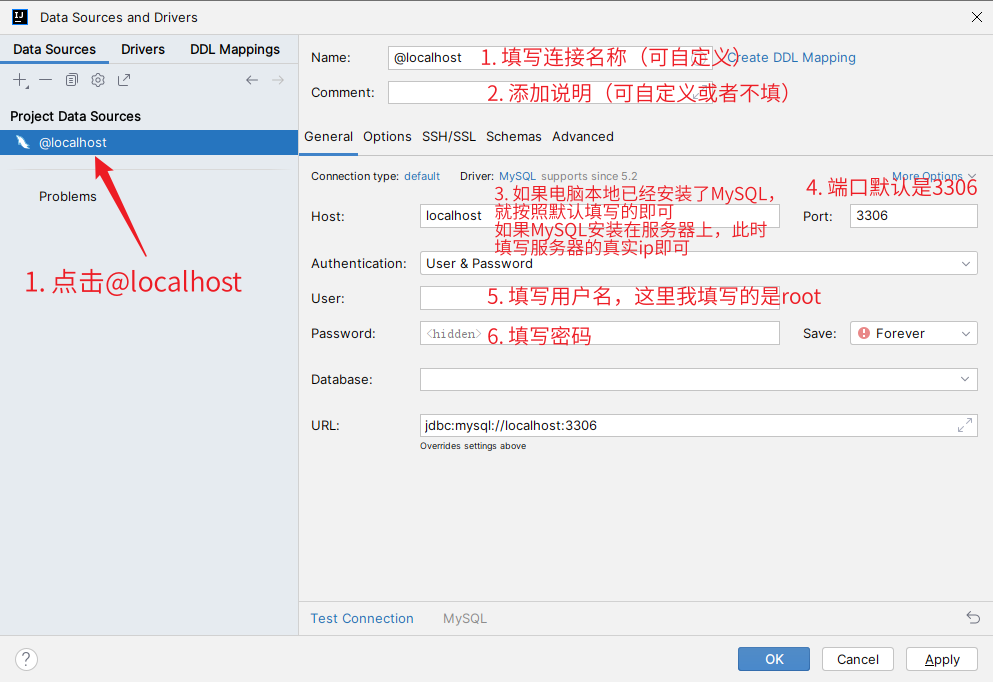 Data Sources and Drivers
Data Sources Drivers DDL Mappings
Project Data Sources
@localhost
Problems
1. 点击@localhost
Name: @localhost 1. 填写连接名称（可自定义） Create DDL Mapping
Comment: 2. 添加说明（可自定义或者不填）
General Options SSH/SSL Schemas Advanced
Connection type: default Driver: MySQL supports since 5.2 More Options
4. 端口默认是3306
3. 如果电脑本地已经安装了MySQL，
就按照默认填写的即可
如果MySQL安装在服务器上，此时
填写服务器的真实ip即可
Host: localhost Port: 3306
Authentication: User & Password
User: 5. 填写用户名，这里我填写的是root
Password: <hidden> 6. 填写密码 Save: Forever
Database:
URL: jdbc:mysql://localhost:3306
Overrides settings above
Test Connection MySQL
? OK Cancel Apply